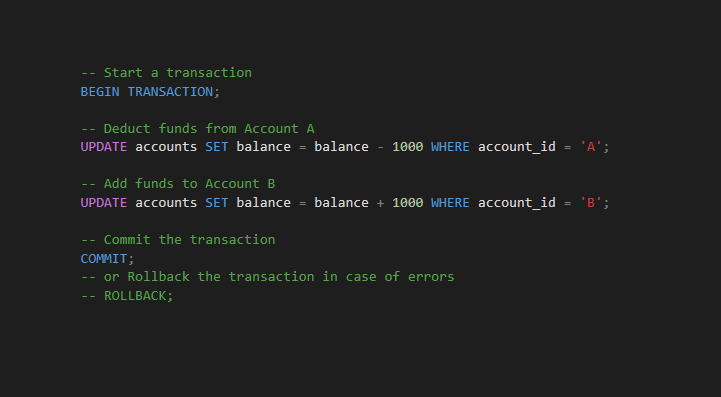 -- Start a transaction
BEGIN TRANSACTION;
-- Deduct funds from Account A
UPDATE accounts SET balance = balance - 1000 WHERE account_id = 'A';
-- Add funds to Account B
UPDATE accounts SET balance = balance + 1000 WHERE account_id = 'B';
-- Commit the transaction
COMMIT;
-- or Rollback the transaction in case of errors
-- ROLLBACK;